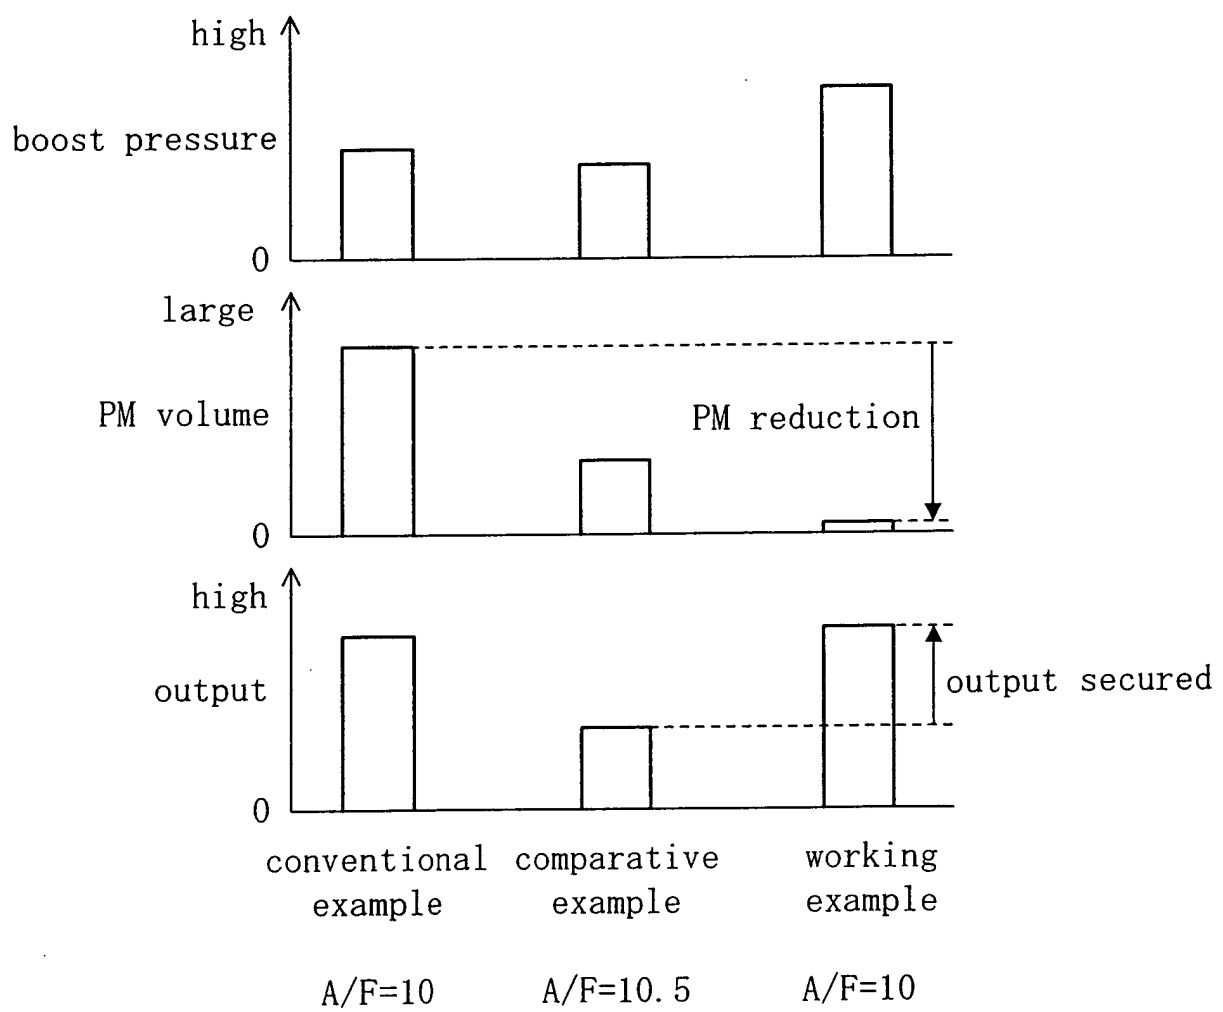 high
boost pressure
0
large
PM volume
PM reduction
0
high
output
output secured
0
conventional example
comparative example
working example
A/F=10
A/F=10.5
A/F=10